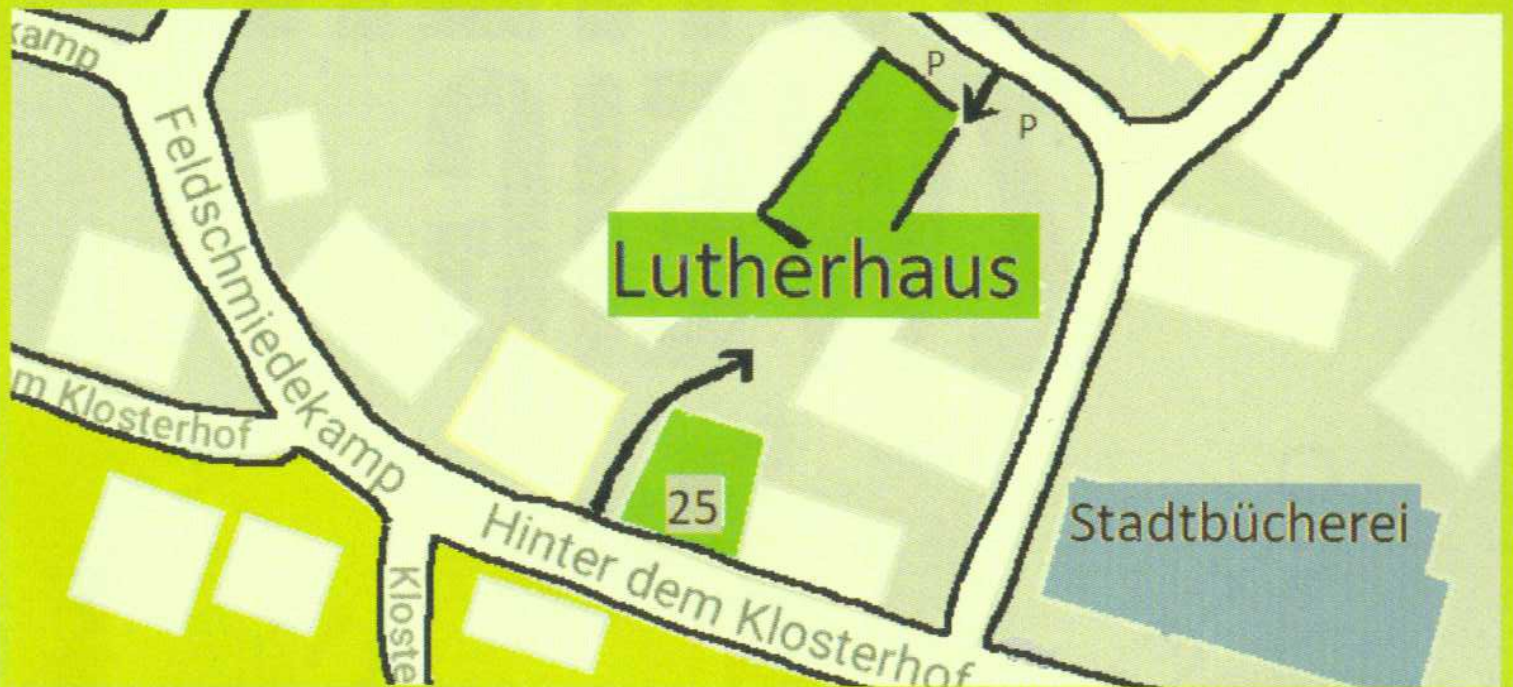 kamp
P
P
Feldschmiedekamp
Lutherhaus
m Klosterhof
25
Stadtbücherei
Hinter dem Klosterhof
Kloste